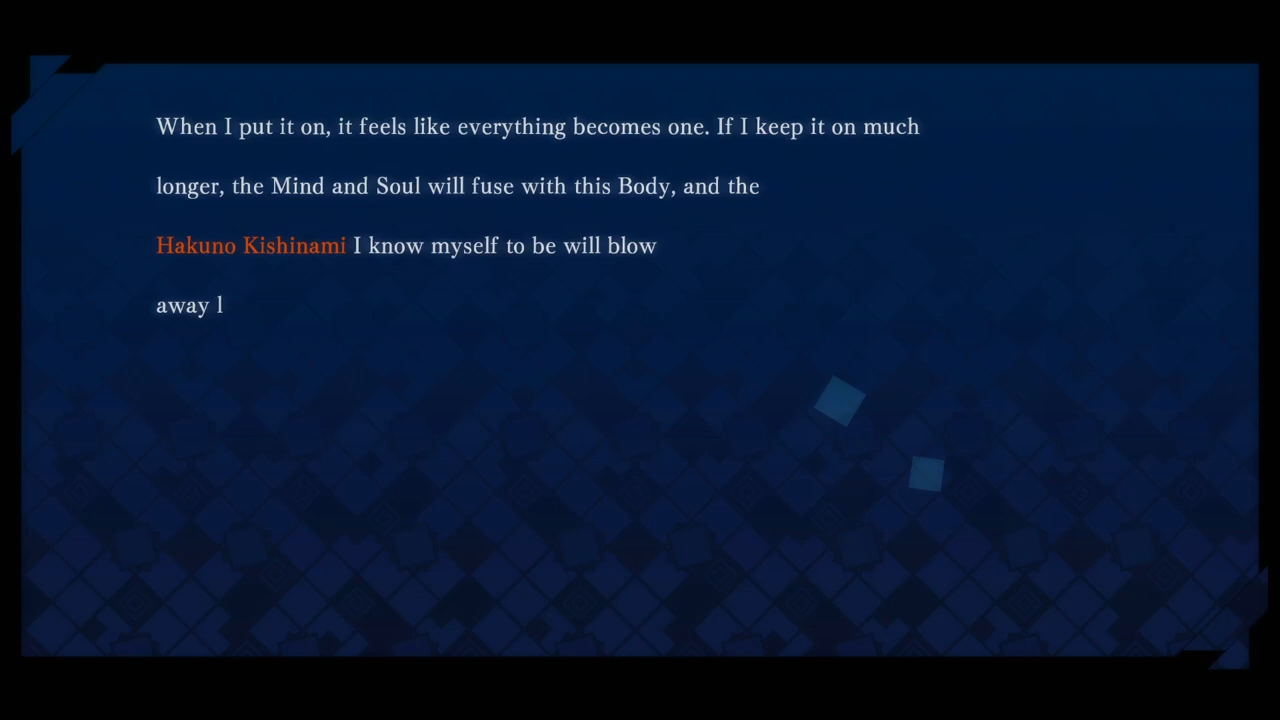 When I put it on, it feels like everything becomes one. If I keep it on much
longer, the Mind and Soul will fuse with this Body, and the
Hakuno Kishinami I know myself to be will blow
away l